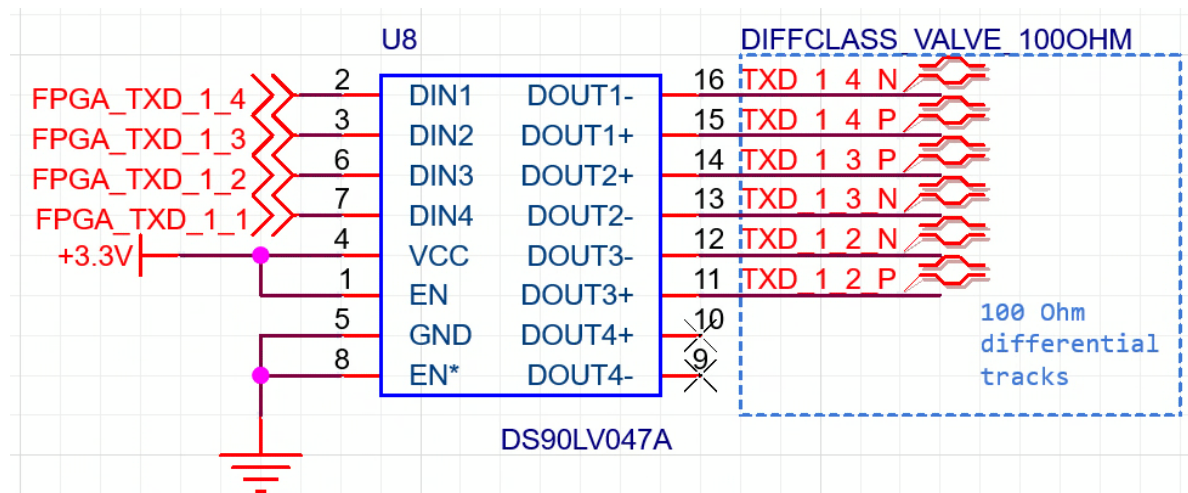 U8
DIFFCLASS_VALVE_100OHM
FPGA_TXD_1_4
2
DIN1
DOUT1-
16
TXD_1_4_N
FPGA_TXD_1_3
3
DIN2
DOUT1+
15
TXD_1_4_P
FPGA_TXD_1_2
6
DIN3
DOUT2+
14
TXD_1_3_P
FPGA_TXD_1_1
7
DIN4
DOUT2-
13
TXD_1_3_N
+3.3V
4
VCC
DOUT3-
12
TXD_1_2_N
1
EN
DOUT3+
11
TXD_1_2_P
5
GND
DOUT4+
10
8
EN*
DOUT4-
9
100 Ohm
differential
tracks
DS90LV047A